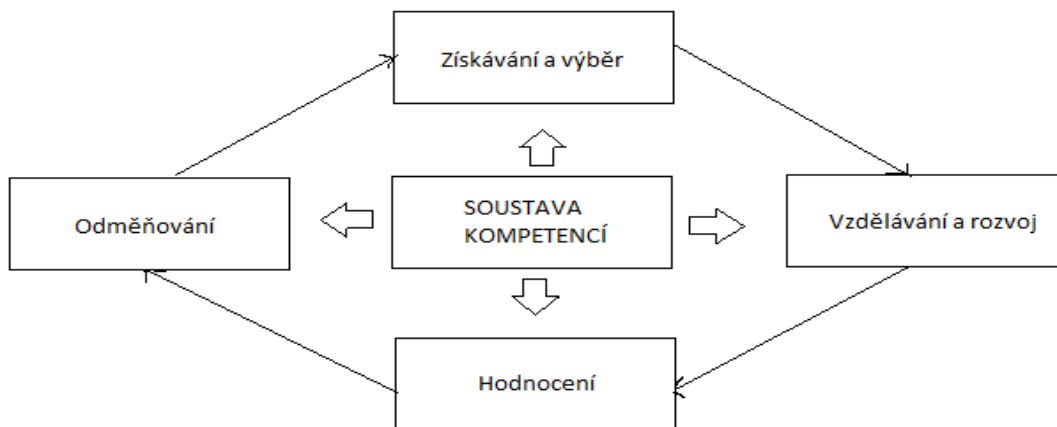 Získávání a výběr
Odměňování
SOUSTAVA
KOMPETENCÍ
Vzdělávání a rozvoj
Hodnocení